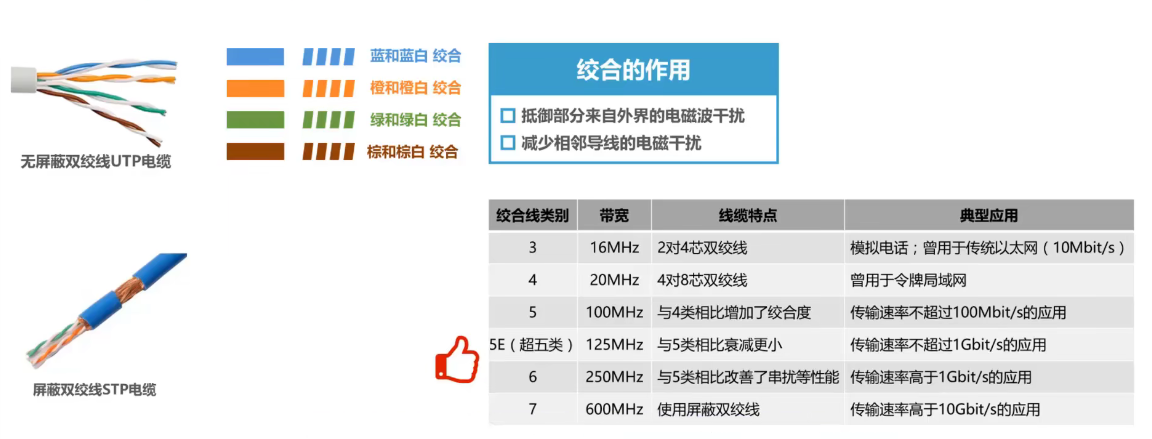 蓝和蓝白 绞合
橙和橙白 绞合
绿和绿白 绞合
棕和棕白 绞合
无屏蔽双绞线UTP电缆
绞合的作用
抵御部分来自外界的电磁波干扰
减少相邻导线的电磁干扰
屏蔽双绞线STP电缆
绞合线类别 带宽 线缆特点 典型应用
3 16MHz 2对4芯双绞线 模拟电话；曾用于传统以太网（10Mbit/s）
4 20MHz 4对8芯双绞线 曾用于令牌局域网
5 100MHz 与4类相比增加了绞合度 传输速率不超过100Mbit/s的应用
5E（超五类） 125MHz 与5类相比衰减更小 传输速率不超过1Gbit/s的应用
6 250MHz 与5类相比改善了串扰等性能 传输速率高于1Gbit/s的应用
7 600MHz 使用屏蔽双绞线 传输速率高于10Gbit/s的应用